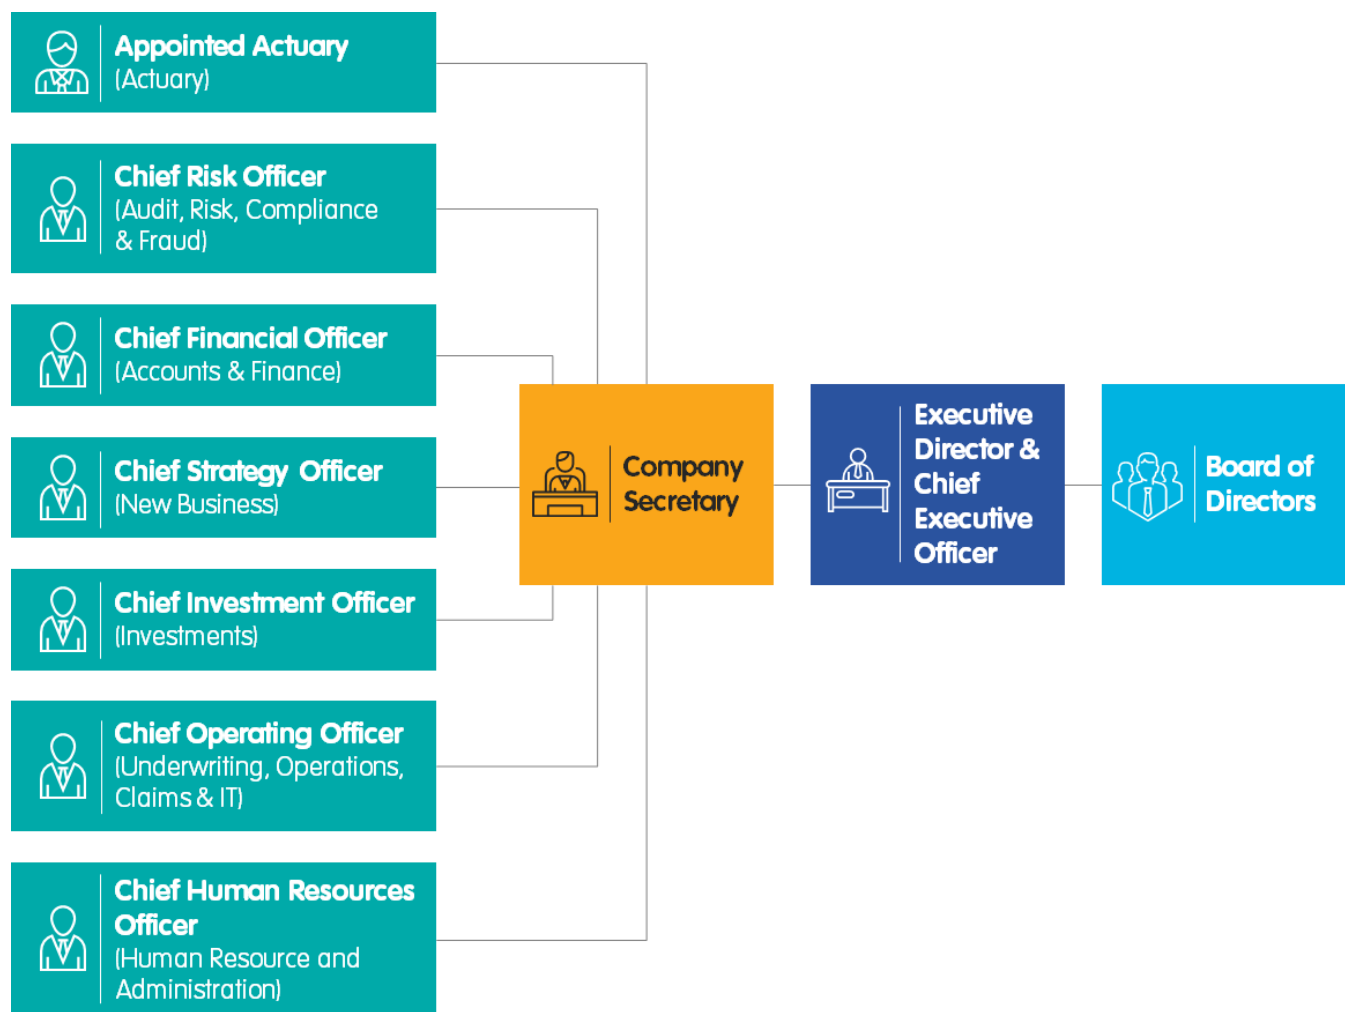 Appointed Actuary
(Actuary)
Chief Risk Officer
(Audit, Risk, Compliance
& Fraud)
Chief Financial Officer
(Accounts & Finance)
Chief Strategy Officer
(New Business)
Chief Investment Officer
(Investments)
Chief Operating Officer
(Underwriting, Operations,
Claims & IT)
Chief Human Resources
Officer
(Human Resource and
Administration)
Company
Secretary
Executive
Director &
Chief
Executive
Officer
Board of
Directors